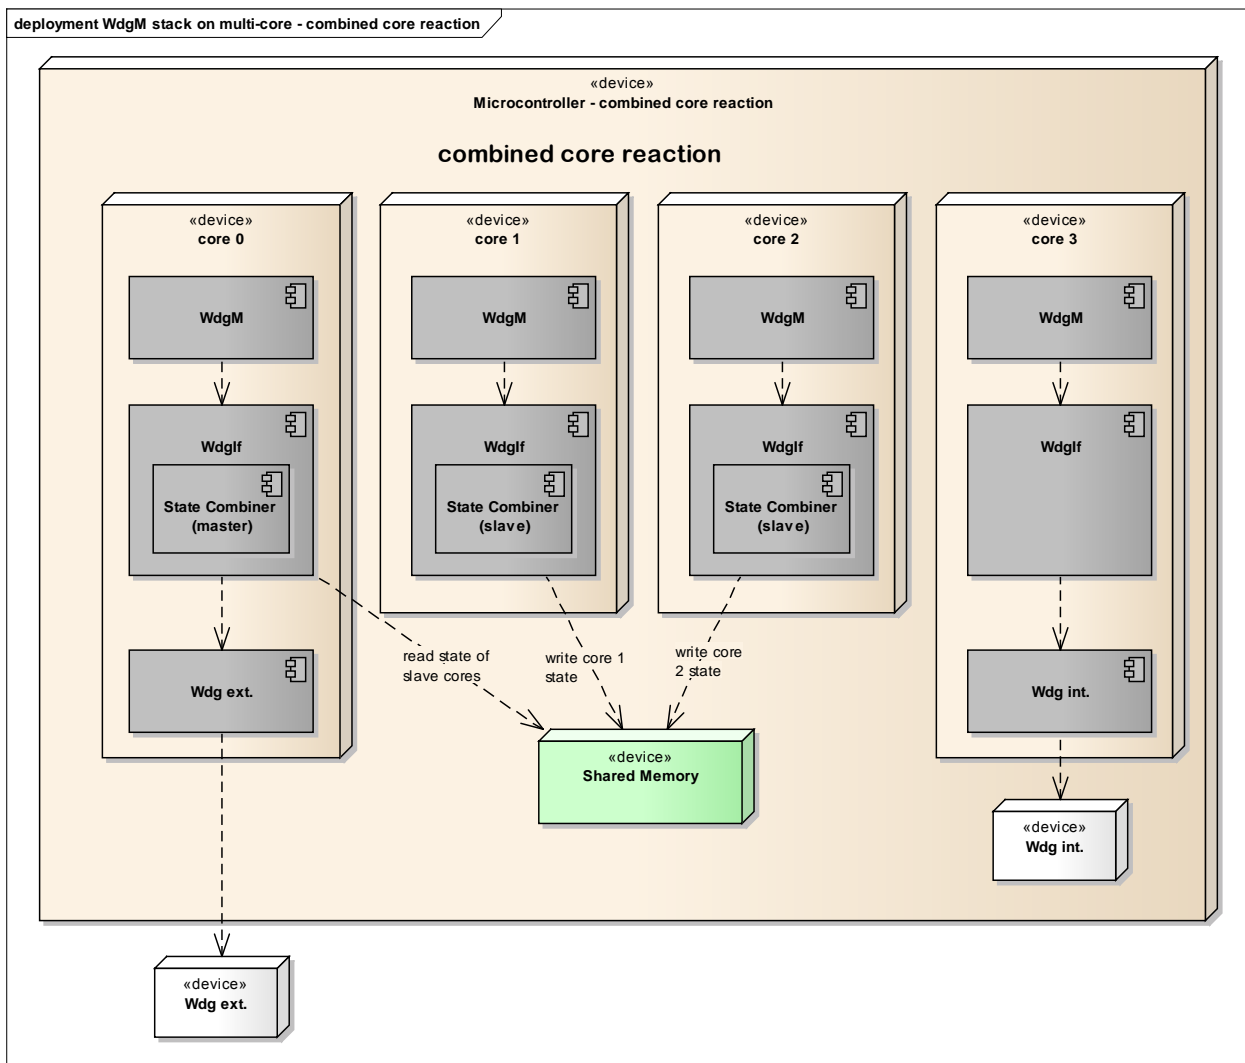 deployment WdgM stack on multi-core - combined core reaction
«device»
Microcontroller - combined core reaction
combined core reaction
«device»
core 0
WdgM
WdgIf
State Combiner
(master)
Wdg ext.
«device»
core 1
WdgM
WdgIf
State Combiner
(slave)
«device»
core 2
WdgM
WdgIf
State Combiner
(slave)
«device»
core 3
WdgM
WdgIf
Wdg int.
read state of
slave cores
write core 1
state
write core
2 state
«device»
Shared Memory
«device»
Wdg int.
«device»
Wdg ext.